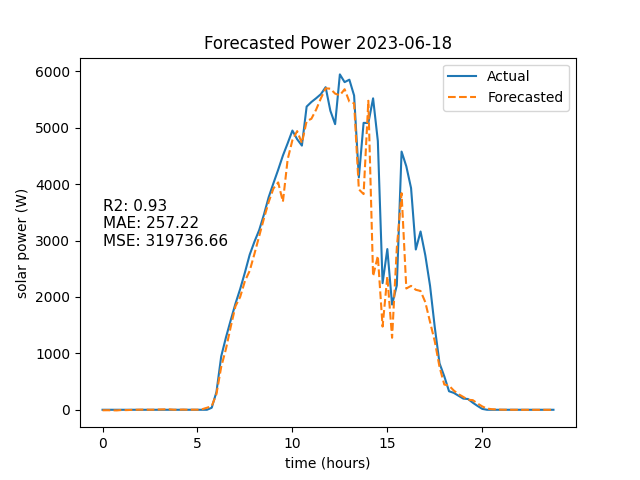 Forecasted Power 2023-06-18
Actual
Forecasted
R2: 0.93
MAE: 257.22
MSE: 319736.66
solar power (W)
6000
5000
4000
3000
2000
1000
0
0 5 10 15 20
time (hours)